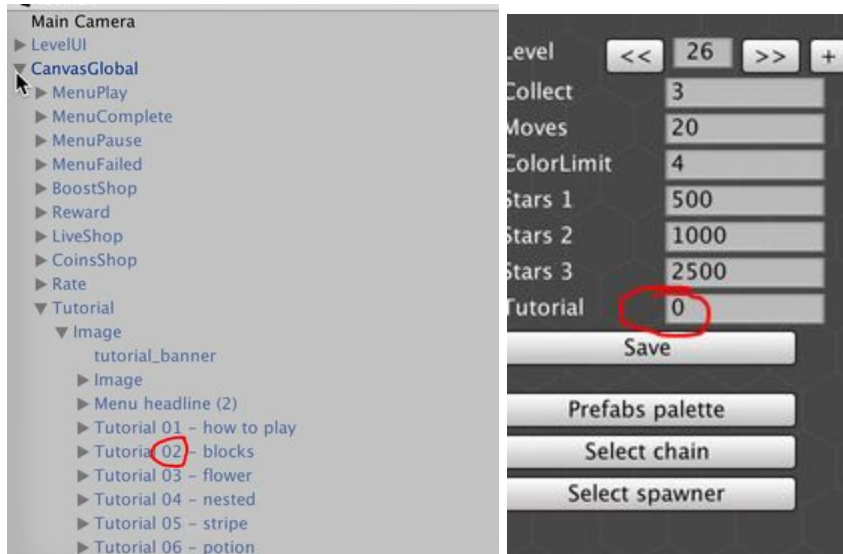 Main Camera
LevelUI
CanvasGlobal
MenuPlay
MenuComplete
MenuPause
MenuFailed
BoostShop
Reward
LiveShop
CoinsShop
Rate
Tutorial
Image
tutorial_banner
Image
Menu headline (2)
Tutorial 01 - how to play
Tutorial 02 - blocks
Tutorial 03 - flower
Tutorial 04 - nested
Tutorial 05 - stripe
Tutorial 06 - potion
Level << 26 >> +
Collect 3
Moves 20
ColorLimit 4
Stars 1 500
Stars 2 1000
Stars 3 2500
Tutorial 0
Save
Prefabs palette
Select chain
Select spawner